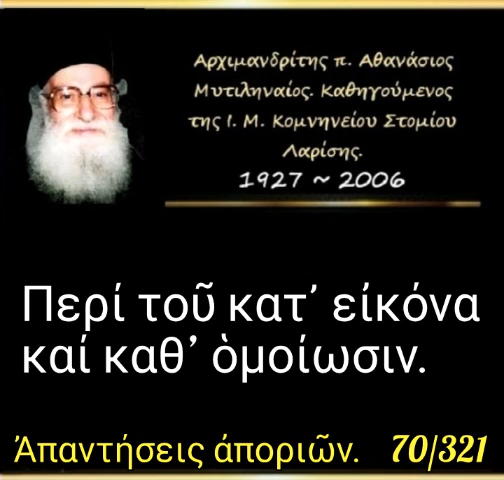 Αρχιμανδρίτης π. Αθανάσιος
Μυτιληναίος. Καθηγούμενος
της Ι. Μ. Κομνηνείου Στομίου
Λαρίσης.
1927 ~ 2006
Περί τοῦ κατ’ εἰκόνα
καί καθ’ ὁμοίωσιν.
Ἀπαντήσεις ἀποριῶν. 70/321